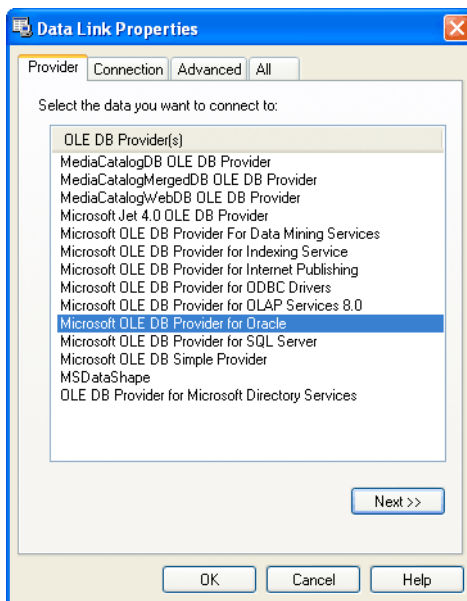 Data Link Properties
Provider Connection Advanced All
Select the data you want to connect to:
OLE DB Provider(s)
MediaCatalogDB OLE DB Provider
MediaCatalogMergedDB OLE DB Provider
MediaCatalogWebDB OLE DB Provider
Microsoft Jet 4.0 OLE DB Provider
Microsoft OLE DB Provider For Data Mining Services
Microsoft OLE DB Provider for Indexing Service
Microsoft OLE DB Provider for Internet Publishing
Microsoft OLE DB Provider for ODBC Drivers
Microsoft OLE DB Provider for OLAP Services 8.0
Microsoft OLE DB Provider for Oracle
Microsoft OLE DB Provider for SQL Server
Microsoft OLE DB Simple Provider
MSDataShape
OLE DB Provider for Microsoft Directory Services
Next >>
OK Cancel Help